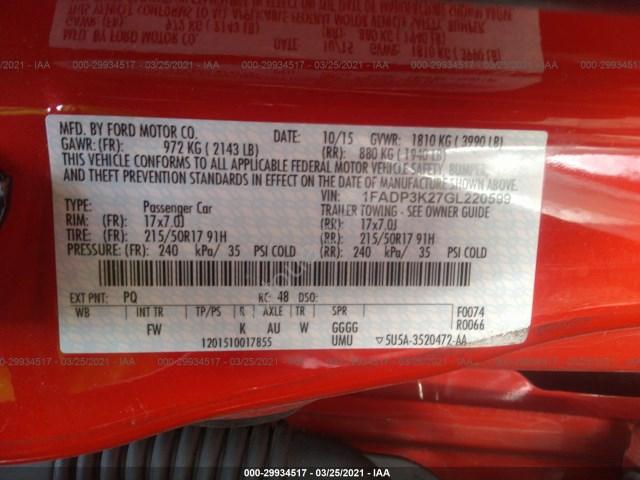 000-29934517 / 03/25/2021 - IAA
MFD. BY FORD MOTOR CO. DATE: 10/15 GVWR: 1810 KG ( 3990 LB)
GAWR: (FR): 972 KG ( 2143 LB) (RR): 880 KG ( 1940 LB)
THIS VEHICLE CONFORMS TO ALL APPLICABLE FEDERAL MOTOR VEHICLE SAFETY, BUMPER,
AND THEFT PREVENTION STANDARDS IN EFFECT ON THE DATE OF MANUFACTURE SHOWN ABOVE.
VIN: 1FADP3K27GL220599
TYPE: Passenger Car TRAILER TOWING - SEE OWNER GUIDE
RIM: (FR): 17x7.0J (RR): 17x7.0J
TIRE: (FR): 215/50R17 91H (RR): 215/50R17 91H
PRESSURE: (FR): 240 kPa/ 35 PSI COLD (RR): 240 kPa/ 35 PSI COLD
EXT PNT: PQ RC: 48 DSO:
WB INT TR TP/PS R AXLE TR SPR F0074
FW K AU W GGGG R0066
1201510017855 UMU 5U5A-3520472-AA
000-29934517 / 03/25/2021 - IAA